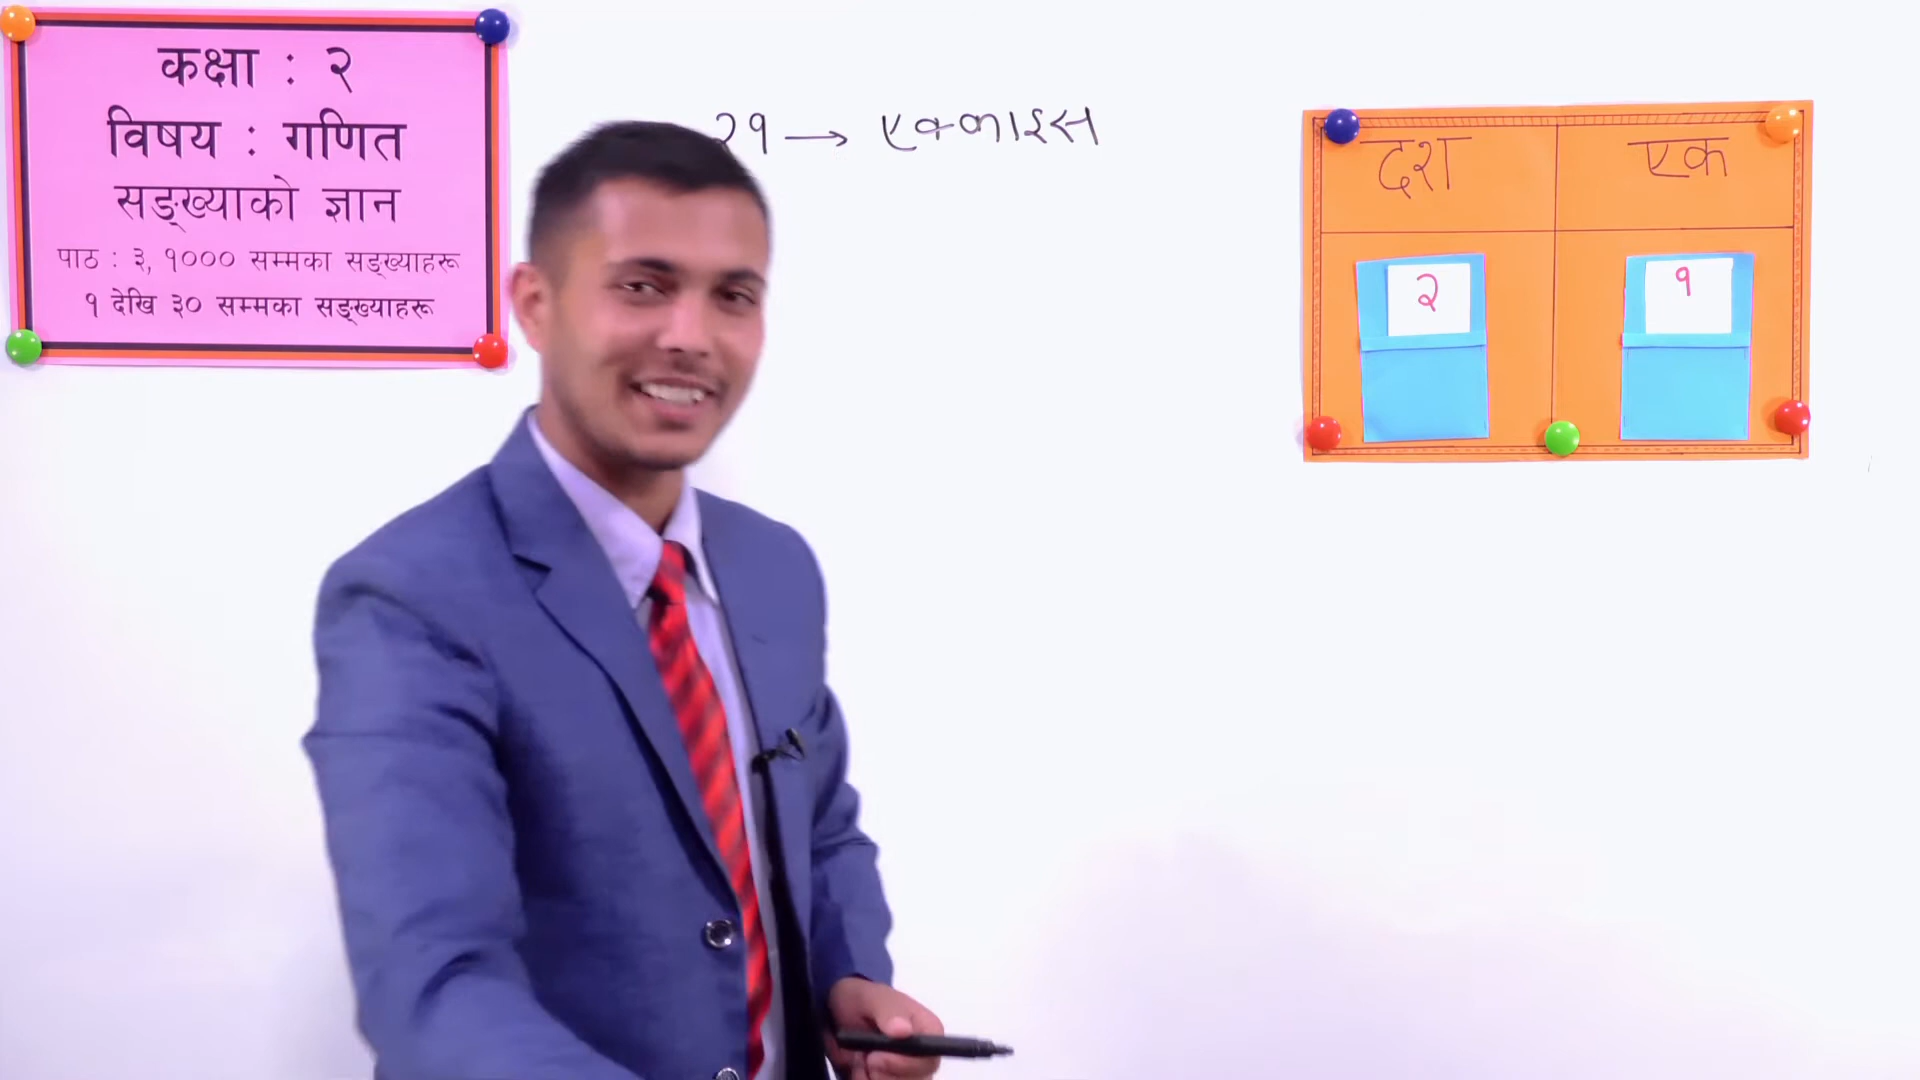 कक्षा : २
विषय : गणित
सङ्ख्याको ज्ञान
पाठ : ३, १००० सम्मका सङ्ख्याहरू
१ देखि ३० सम्मका सङ्ख्याहरू
२१ → एक्काइस
दश एक
२ १